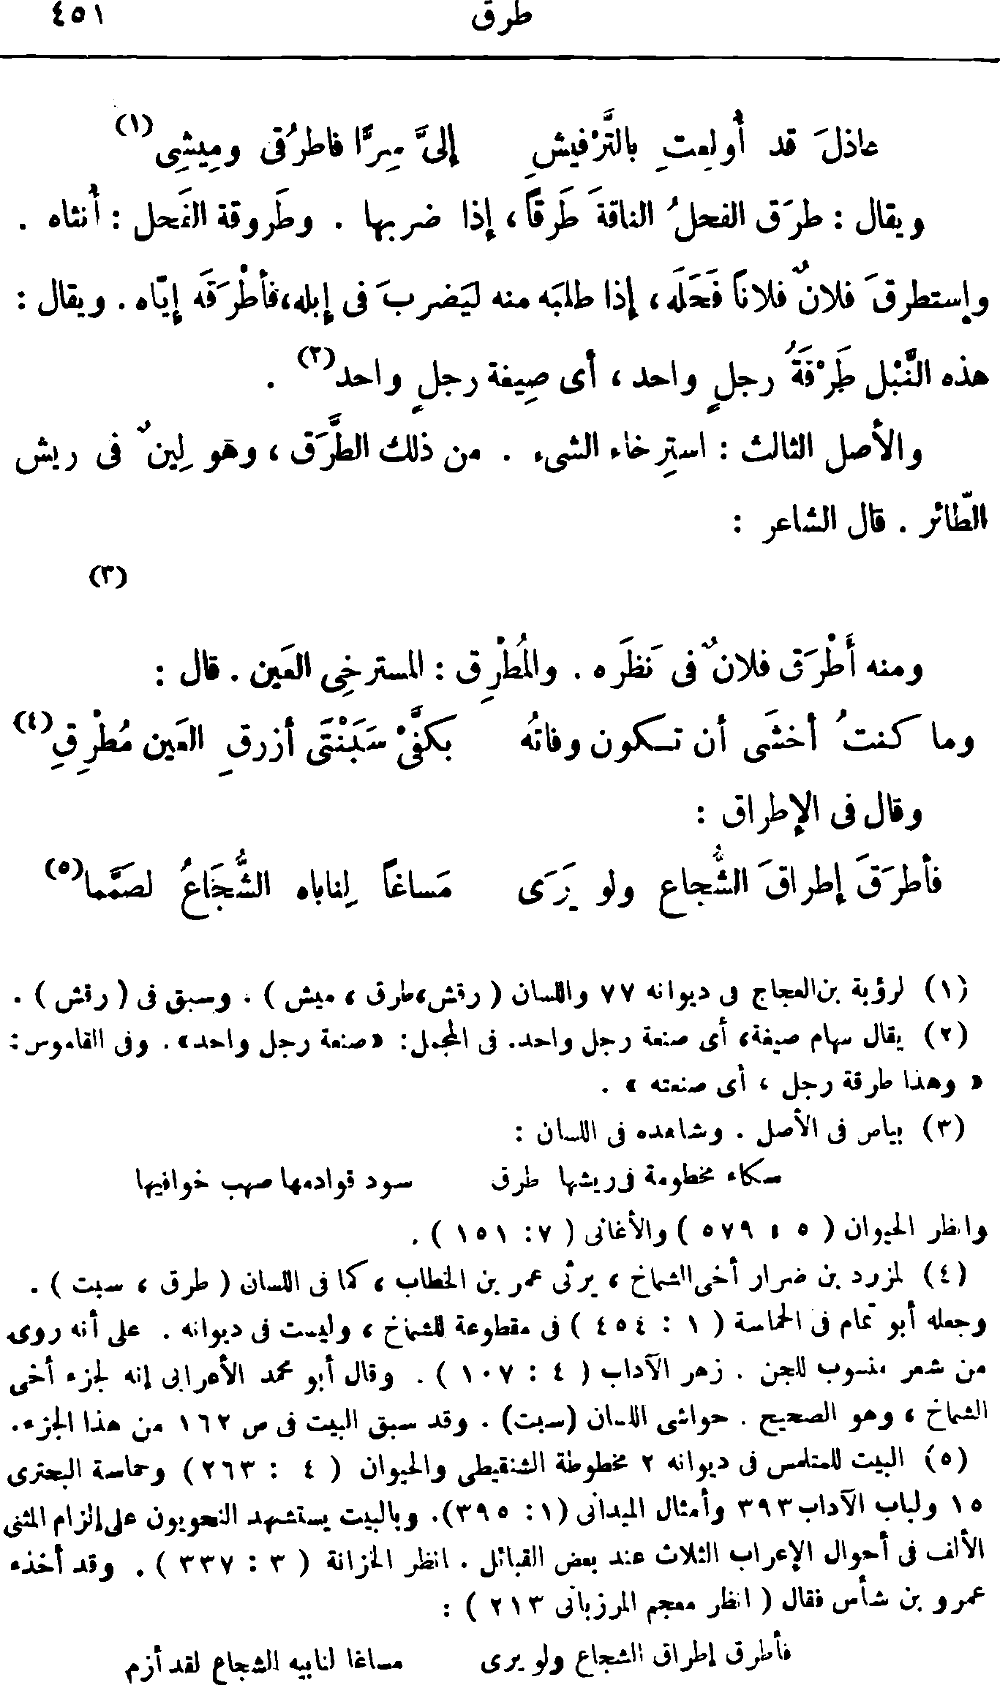 طرق ٤٥١
عاذلَ قد أُولِعتِ بالتَّرْفيشِ إلىَّ سِرًّا فاطرُقى ومِيشِى (١)
ويقال : طرَق الفحلُ الناقةَ طَرقاً، إذا ضربها . وطَروقة الفَحل : أُنثاه .
وإستطرقَ فلانٌ فلاناً فَحَلَه، إذا طلبَه منه ليَضربَ فى إبله، فأَطْرَقَه إيّاه . ويقال :
هذه النَّبْل طَِرْقَةُ رجلٍ واحد، أى صِيغة رجلٍ واحد (٢) .
والأصل الثالث : استِرخاء الشىء . من ذلك الطَّرَق، وهو لِينٌ فى ريش
الطّائر . قال الشاعر :
(٣)
ومنه أَطْرَق فلانٌ فى نَظَره . والمُطْرِق : المسترخِى العَين . قال :
وما كنتُ أخشَى أن تكون وفاتُه بكفَّىْ سَبَنْتَى أزرقِ العَين مُطْرِقِ (٤)
وقال فى الإطراق :
فأطرَقَ إطراقَ الشُّجاع ولو يَرَى مَساغاً لِناباه الشُّجَاعُ لصَمَّما (٥)
(١) لرؤبة بن العجاج فى ديوانه ٧٧ واللسان ( رقش، طرق ، ميش ) . وسبق فى ( رقش ) .
(٢) يقال سهام صيغة، أى صنعة رجل واحد. فى المجمل: «صنعة رجل واحد». وفى القاموس:
« وهذا طرقة رجل ، أى صنعته » .
(٣) بياض فى الأصل . وشاهده فى اللسان :
سكاء مخطومة فى ريشها طرق سود قوادمها صهب خوافيها
وانظر الحيوان ( ٥ : ٥٧٩ ) والأغانى ( ٧: ١٥١ ) .
(٤) لمزرد بن ضرار أخى الشماخ ، يرثى عمر بن الخطاب ، كما فى اللسان ( طرق ، سبت ) .
وجعله أبو تمام فى الحماسة ( ١ : ٤٥٤ ) فى مقطوعة للشماخ ، وليست فى ديوانه . على أنه روى
من شعر منسوب للجن . زهر الآداب ( ٤ : ١٠٧ ) . وقال أبو محمد الأعرابى إنه لجزء أخى
الشماخ ، وهو الصحيح . حواشى اللسان (سبت) . وقد سبق البيت فى ص ١٦٢ من هذا الجزء.
(٥) البيت للمتلمس فى ديوانه ٢ مخطوطة الشنقيطى والحيوان ( ٤ : ٢٦٣ ) وحماسة البحترى
١٥ ولباب الآداب ٣٩٣ وأمثال الميدانى (١: ٣٩٥). وبالبيت يستشهد النحويون على إلزام المثنى
الألف فى أحوال الإعراب الثلاث عند بعض القبائل . انظر الخزانة ( ٣ : ٣٣٧ ) . وقد أخذه
عمرو بن شأس فقال ( انظر معجم المرزبانى ٢١٣ ) :
فأطرق إطراق الشجاع ولو يرى مساغا لنابيه الشجاع لقد أزم